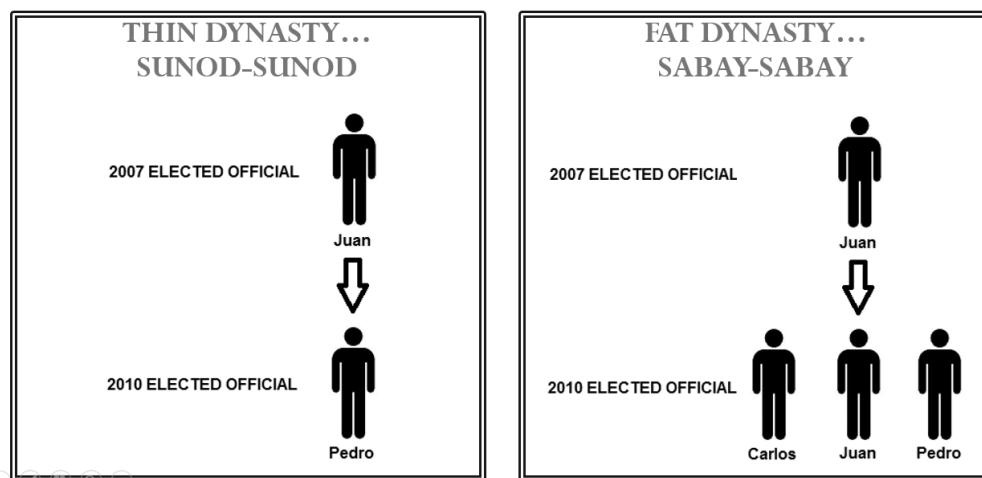 THIN DYNASTY…
SUNOD-SUNOD
2007 ELECTED OFFICIAL
Juan
2010 ELECTED OFFICIAL
Pedro
FAT DYNASTY…
SABAY-SABAY
2007 ELECTED OFFICIAL
Juan
2010 ELECTED OFFICIAL
Carlos Juan Pedro